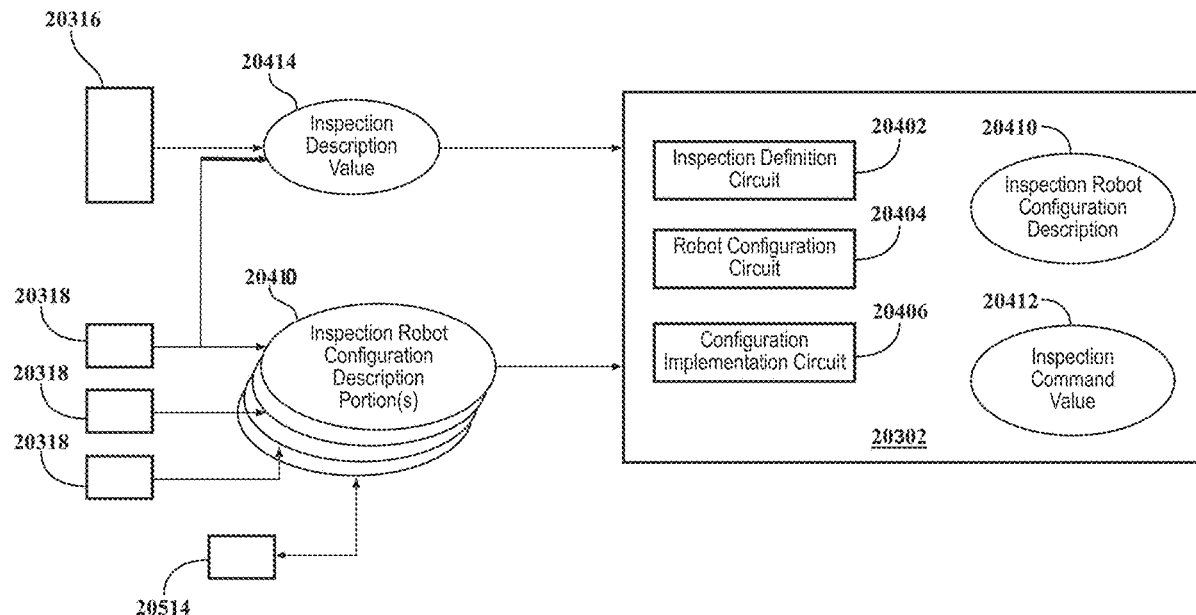 20316
20414
Inspection
Description
Value
20402
Inspection Definition
Circuit
20410
Inspection Robot
Configuration
Description
20404
Robot Configuration
Circuit
20318
20410
Inspection Robot
Configuration
Description
Portion(s)
20406
Configuration
Implementation Circuit
20412
Inspection
Command
Value
20318
20318
20302
20514